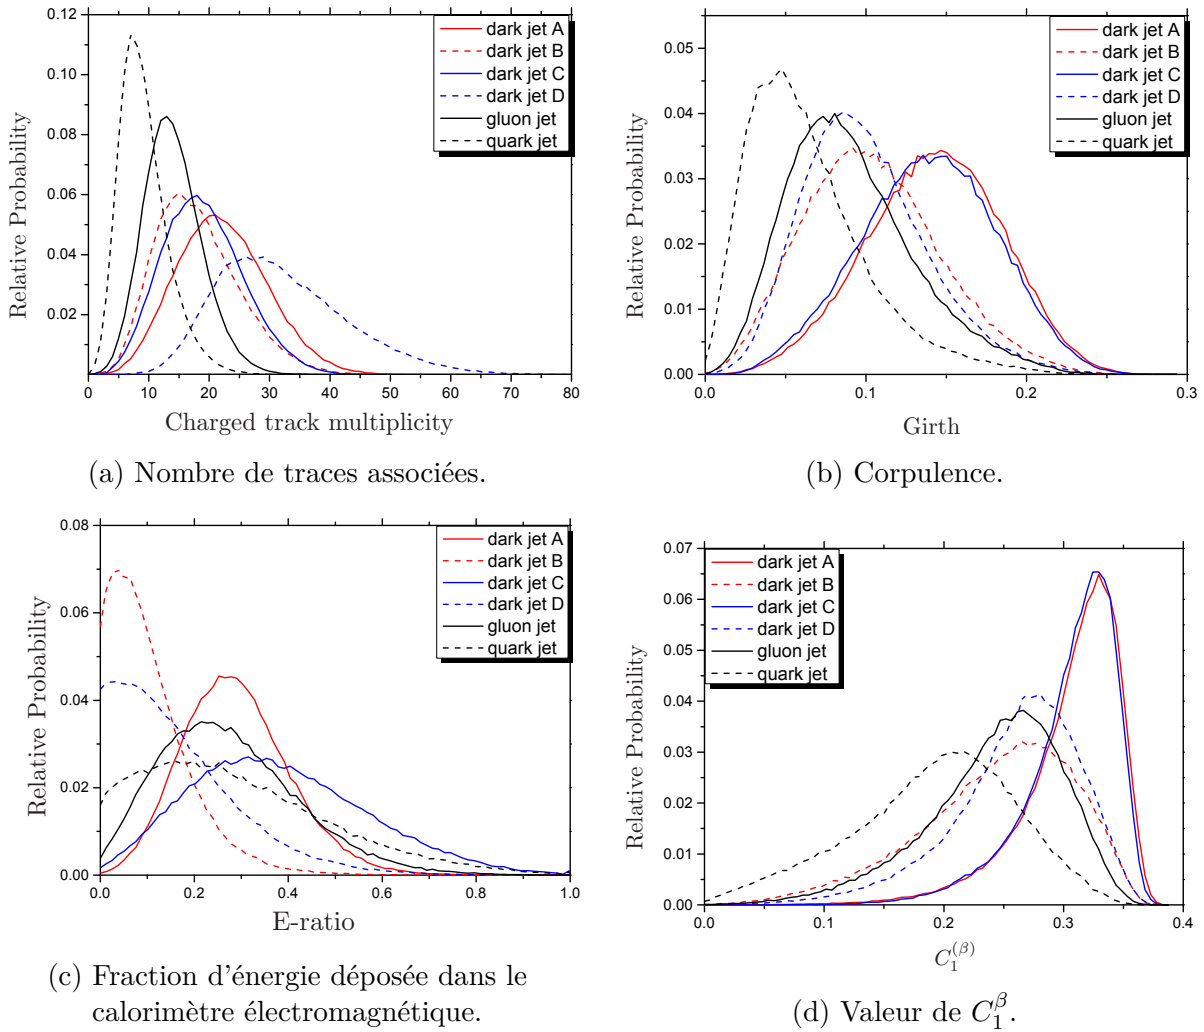 0.12
0.10
0.08
0.06
0.04
0.02
Relative Probability
dark jet A
dark jet B
dark jet C
dark jet D
gluon jet
quark jet
0 10 20 30 40 50 60 70 80
Charged track multiplicity
(a) Nombre de traces associées.
0.05
0.04
0.03
0.02
0.01
0.00
Relative Probability
dark jet A
dark jet B
dark jet C
dark jet D
gluon jet
quark jet
0.0 0.1 0.2 0.3
Girth
(b) Corpulence.
0.08
0.06
0.04
0.02
0.00
Relative Probability
dark jet A
dark jet B
dark jet C
dark jet D
gluon jet
quark jet
0.0 0.2 0.4 0.6 0.8 1.0
E-ratio
(c) Fraction d'énergie déposée dans le
calorimètre électromagnétique.
0.07
0.06
0.05
0.04
0.03
0.02
0.01
0.00
Relative Probability
dark jet A
dark jet B
dark jet C
dark jet D
gluon jet
quark jet
0.0 0.1 0.2 0.3 0.4
C₁^(β)
(d) Valeur de C₁^β.